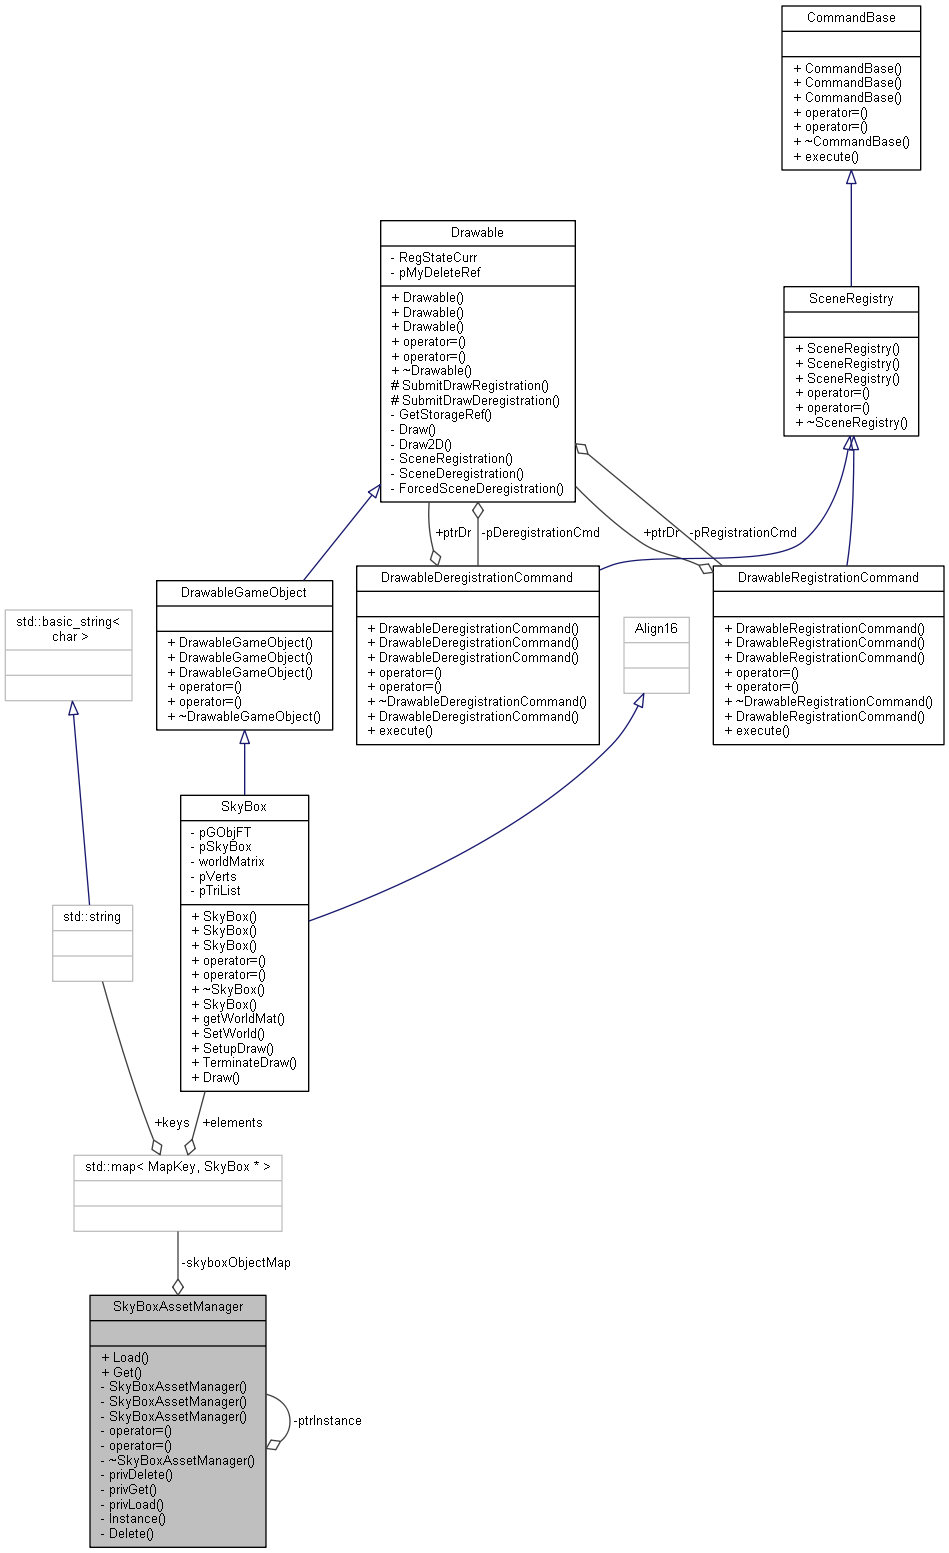 CommandBase
+ CommandBase()
+ CommandBase()
+ CommandBase()
+ operator=()
+ operator=()
+ ~CommandBase()
+ execute()
Drawable
- RegStateCurr
- pMyDeleteRef
+ Drawable()
+ Drawable()
+ Drawable()
+ operator=()
+ operator=()
+ ~Drawable()
# SubmitDrawRegistration()
# SubmitDrawDeregistration()
- GetStorageRef()
- Draw()
- Draw2D()
- SceneRegistration()
- SceneDeregistration()
- ForcedSceneDeregistration()
SceneRegistry
+ SceneRegistry()
+ SceneRegistry()
+ SceneRegistry()
+ operator=()
+ operator=()
+ ~SceneRegistry()
+ptrDr
-pDeregistrationCmd
+ptrDr
-pRegistrationCmd
DrawableGameObject
+ DrawableGameObject()
+ DrawableGameObject()
+ DrawableGameObject()
+ operator=()
+ operator=()
+ ~DrawableGameObject()
DrawableDeregistrationCommand
+ DrawableDeregistrationCommand()
+ DrawableDeregistrationCommand()
+ DrawableDeregistrationCommand()
+ operator=()
+ operator=()
+ ~DrawableDeregistrationCommand()
+ DrawableDeregistrationCommand()
+ execute()
DrawableRegistrationCommand
+ DrawableRegistrationCommand()
+ DrawableRegistrationCommand()
+ DrawableRegistrationCommand()
+ operator=()
+ operator=()
+ ~DrawableRegistrationCommand()
+ DrawableRegistrationCommand()
+ execute()
std::basic_string<
char >
Align16
SkyBox
- pGObjFT
- pSkyBox
- worldMatrix
- pVerts
- pTriList
+ SkyBox()
+ SkyBox()
+ SkyBox()
+ operator=()
+ operator=()
+ ~SkyBox()
+ SkyBox()
+ getWorldMat()
+ SetWorld()
+ SetupDraw()
+ TerminateDraw()
+ Draw()
std::string
+keys
+elements
std::map< MapKey, SkyBox * >
-skyboxObjectMap
SkyBoxAssetManager
+ Load()
+ Get()
- SkyBoxAssetManager()
- SkyBoxAssetManager()
- SkyBoxAssetManager()
- operator=()
- operator=()
- ~SkyBoxAssetManager()
- privDelete()
- privGet()
- privLoad()
- Instance()
- Delete()
-ptrInstance